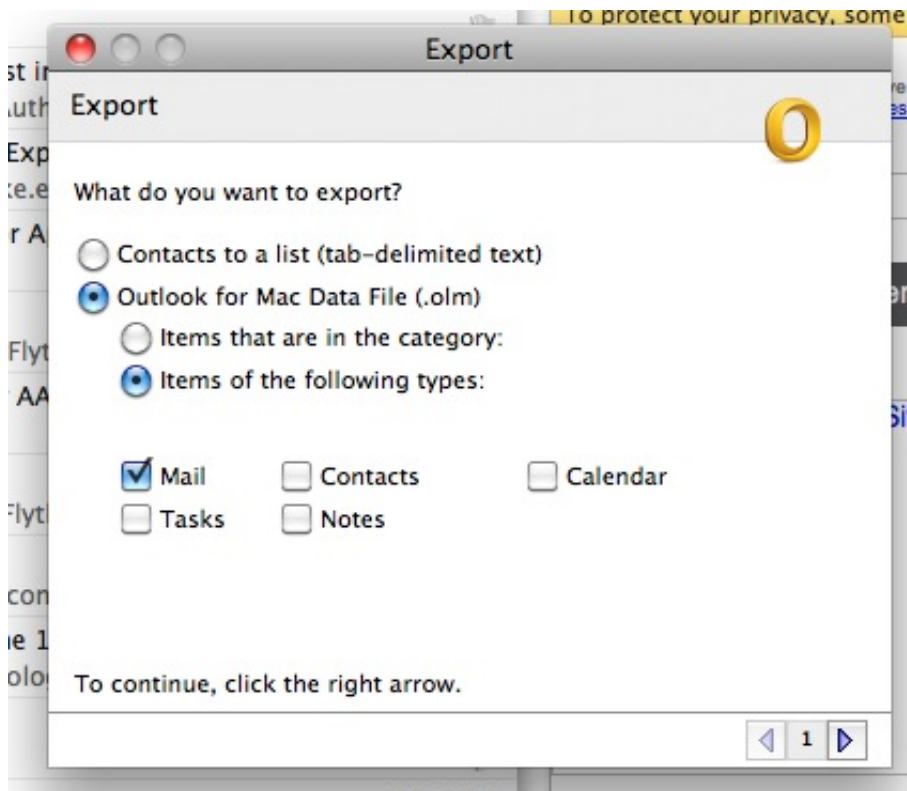 To protect your privacy, some
Export
Export
What do you want to export?
Contacts to a list (tab-delimited text)
Outlook for Mac Data File (.olm)
Items that are in the category:
Items of the following types:
Mail Contacts Calendar
Tasks Notes
To continue, click the right arrow.
1